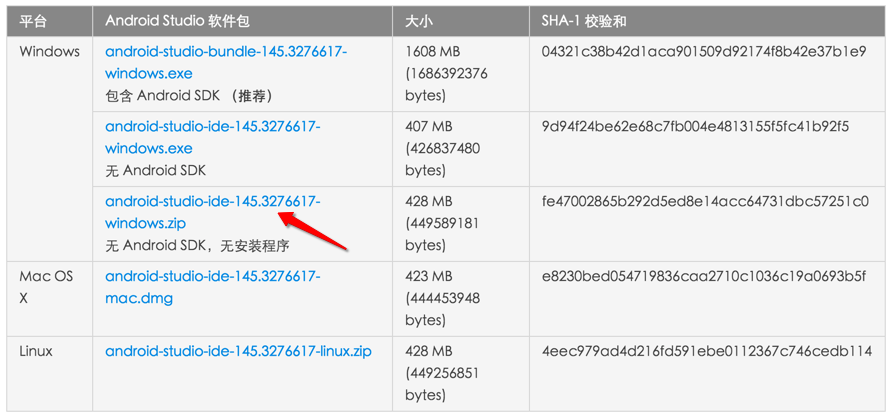 平台 Android Studio 软件包 大小 SHA-1 校验和
Windows android-studio-bundle-145.3276617- 1608 MB 04321c38b42d1aca901509d92174f8b42e37b1e9
windows.exe (1686392376
包含 Android SDK （推荐） bytes)
android-studio-ide-145.3276617- 407 MB 9d94f24be62e68c7fb004e4813155f5fc41b92f5
windows.exe (426837480
无 Android SDK bytes)
android-studio-ide-145.3276617- 428 MB fe47002865b292d5ed8e14acc64731dbc57251c0
windows.zip (449589181
无 Android SDK，无安装程序 bytes)
Mac OS android-studio-ide-145.3276617- 423 MB e8230bed054719836caa2710c1036c19a0693b5f
X mac.dmg (444453948
bytes)
Linux android-studio-ide-145.3276617-linux.zip 428 MB 4eec979ad4d216fd591ebe0112367c746cedb114
(449256851
bytes)